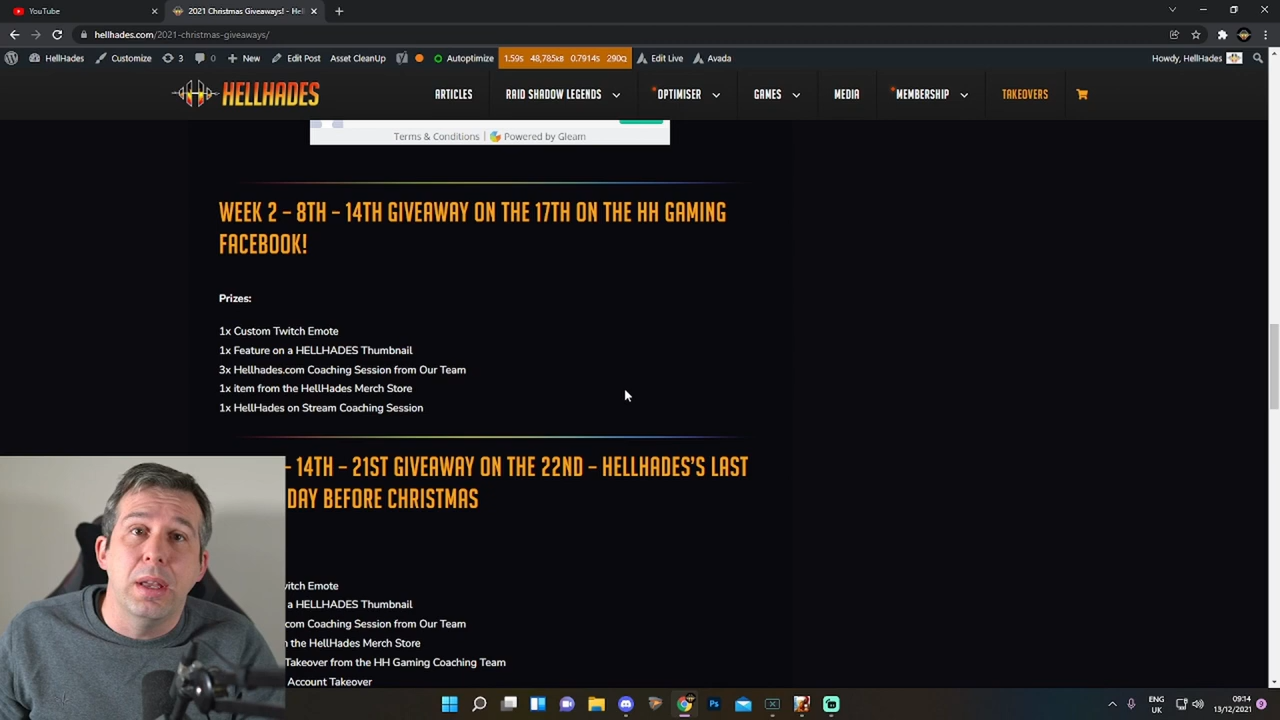 YouTube
2021 Christmas Giveaways! - Hell
hellhades.com/2021-christmas-giveaways/
HellHades
Customize
3
0
New
Edit Post
Asset CleanUp
Autoptimize
1.59s 48,785KB 0.7914s 290Q
Edit Live
Avada
Howdy, HellHades
HELLHADES
ARTICLES
RAID SHADOW LEGENDS
*OPTIMISER
GAMES
MEDIA
*MEMBERSHIP
TAKEOVERS
Terms & Conditions | Powered by Gleam
WEEK 2 – 8TH – 14TH GIVEAWAY ON THE 17TH ON THE HH GAMING
FACEBOOK!
Prizes:
1x Custom Twitch Emote
1x Feature on a HELLHADES Thumbnail
3x Hellhades.com Coaching Session from Our Team
1x item from the HellHades Merch Store
1x HellHades on Stream Coaching Session
– 14TH – 21ST GIVEAWAY ON THE 22ND – HELLHADES'S LAST
DAY BEFORE CHRISTMAS
Emote
a HELLHADES Thumbnail
.com Coaching Session from Our Team
the HellHades Merch Store
Takeover from the HH Gaming Coaching Team
Account Takeover
ENG
UK
09:14
13/12/2021